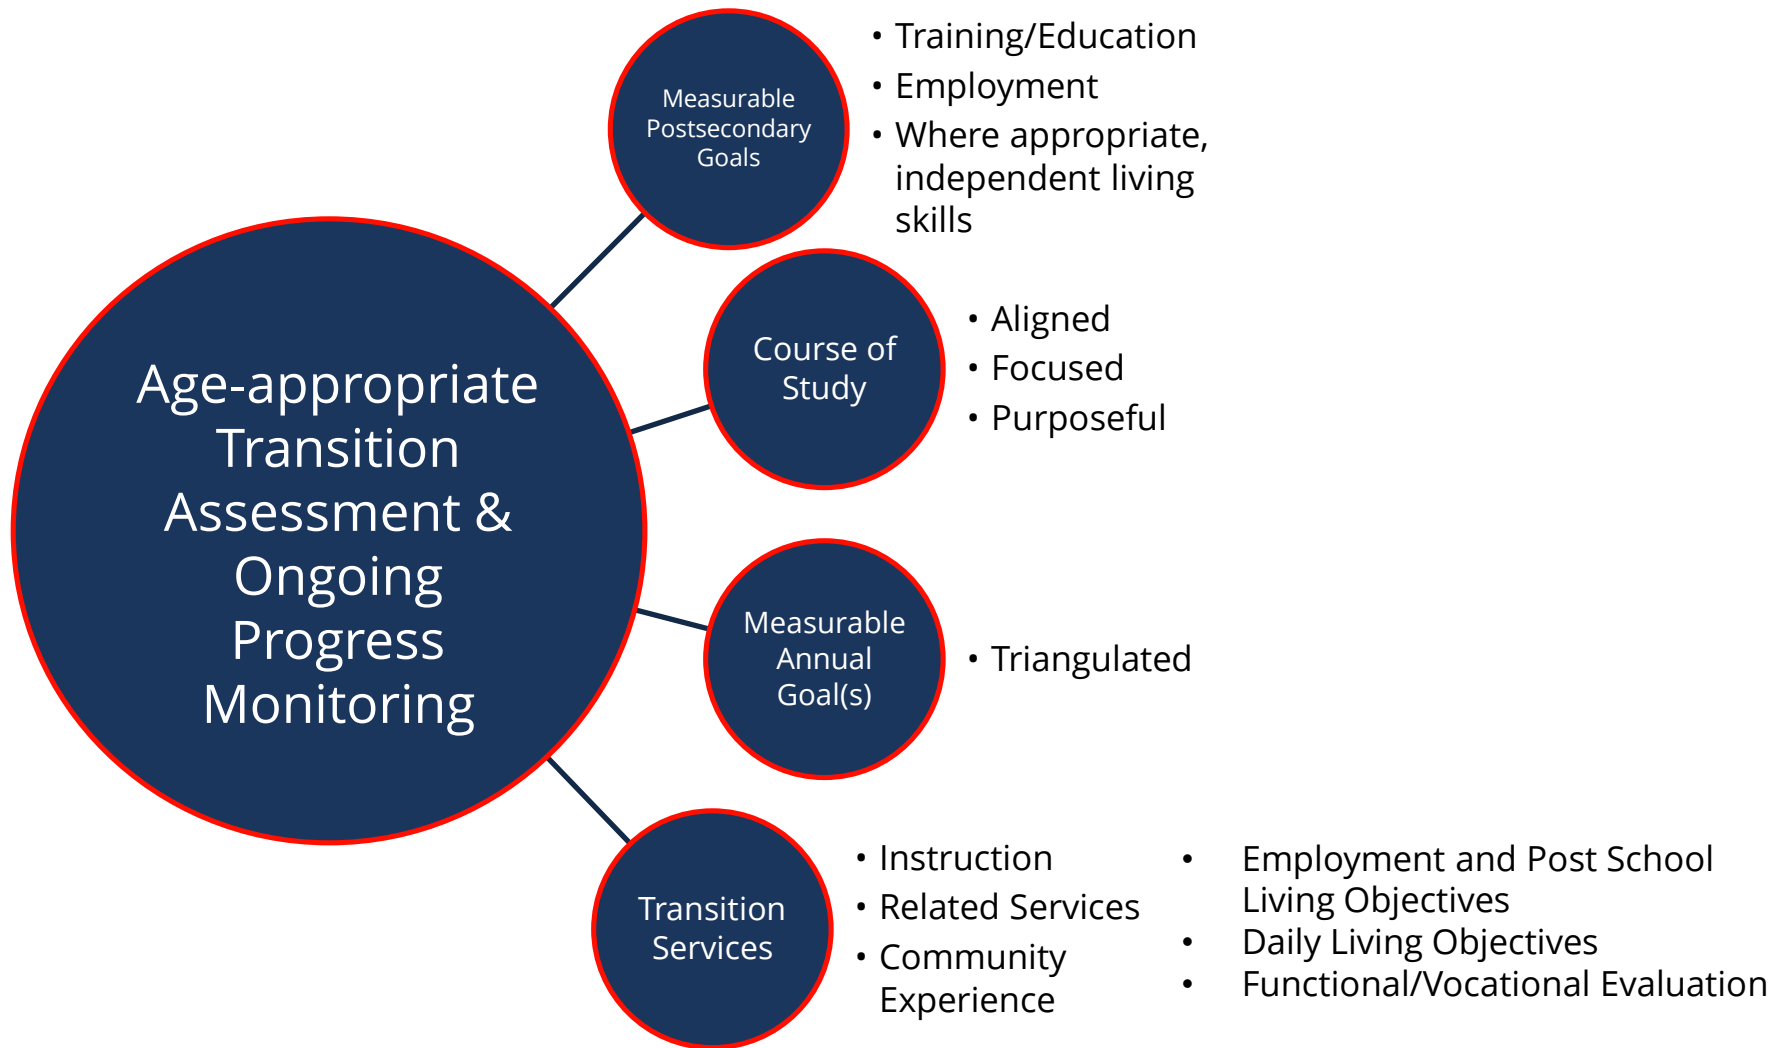 Age-appropriate
Transition
Assessment &
Ongoing
Progress
Monitoring
Measurable
Postsecondary
Goals
• Training/Education
• Employment
• Where appropriate,
independent living
skills
Course of
Study
• Aligned
• Focused
• Purposeful
Measurable
Annual
Goal(s)
• Triangulated
Transition
Services
• Instruction
• Related Services
• Community
Experience
• Employment and Post School
Living Objectives
• Daily Living Objectives
• Functional/Vocational Evaluation